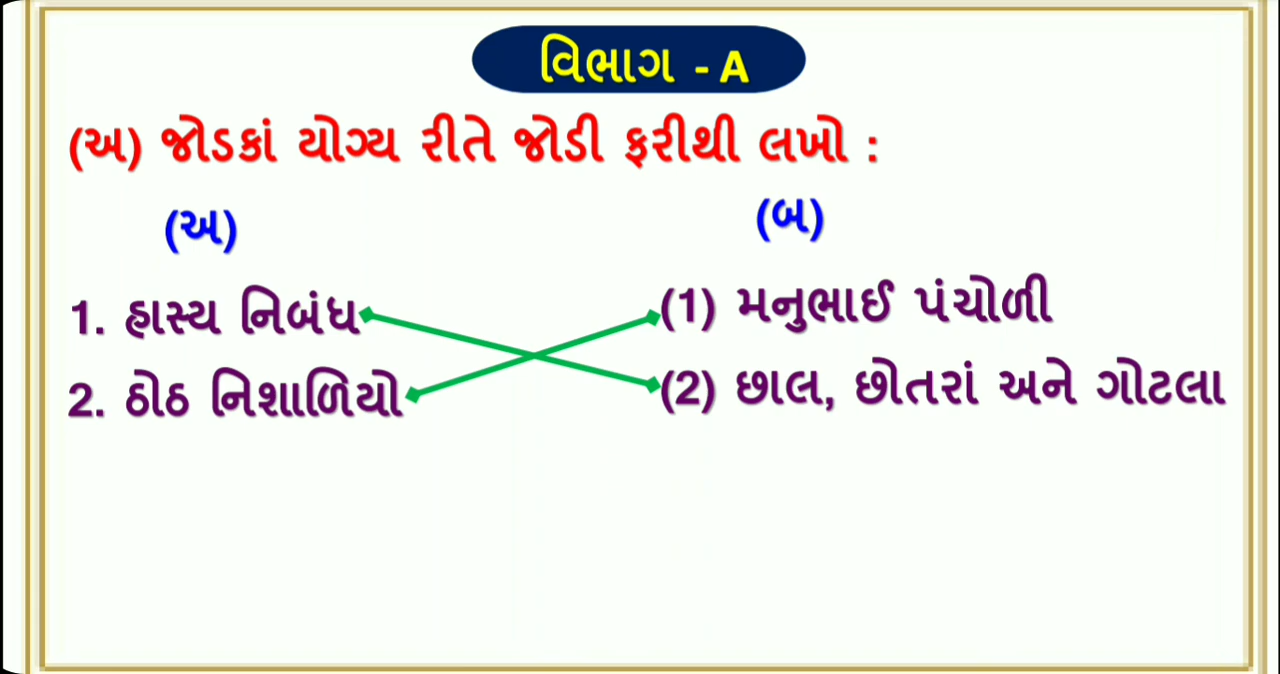 વિભાગ - A
(અ) જોડકાં યોગ્ય રીતે જોડી ફરીથી લખો :
(અ) (બ)
1. હાસ્ય નિબંધ (1) મનુભાઈ પંચોળી
2. ઠોઠ નિશાળિયો (2) છાલ, છોતરાં અને ગોટલા